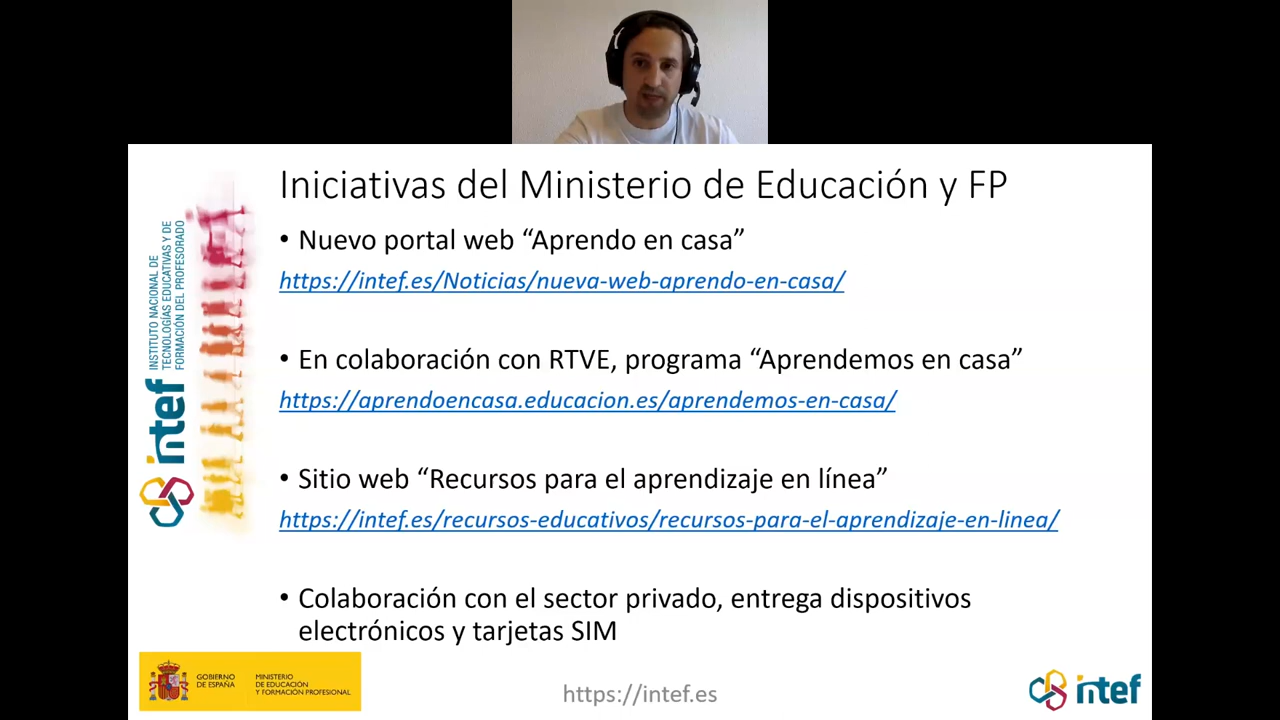 Iniciativas del Ministerio de Educación y FP
• Nuevo portal web “Aprendo en casa”
https://intef.es/Noticias/nueva-web-aprendo-en-casa/
• En colaboración con RTVE, programa “Aprendemos en casa”
https://aprendoencasa.educacion.es/aprendemos-en-casa/
• Sitio web “Recursos para el aprendizaje en línea”
https://intef.es/recursos-educativos/recursos-para-el-aprendizaje-en-linea/
• Colaboración con el sector privado, entrega dispositivos
electrónicos y tarjetas SIM
intef
INSTITUTO NACIONAL DE
TECNOLOGÍAS EDUCATIVAS Y DE
FORMACIÓN DEL PROFESORADO
GOBIERNO
DE ESPAÑA
MINISTERIO
DE EDUCACIÓN
Y FORMACIÓN PROFESIONAL
https://intef.es
intef